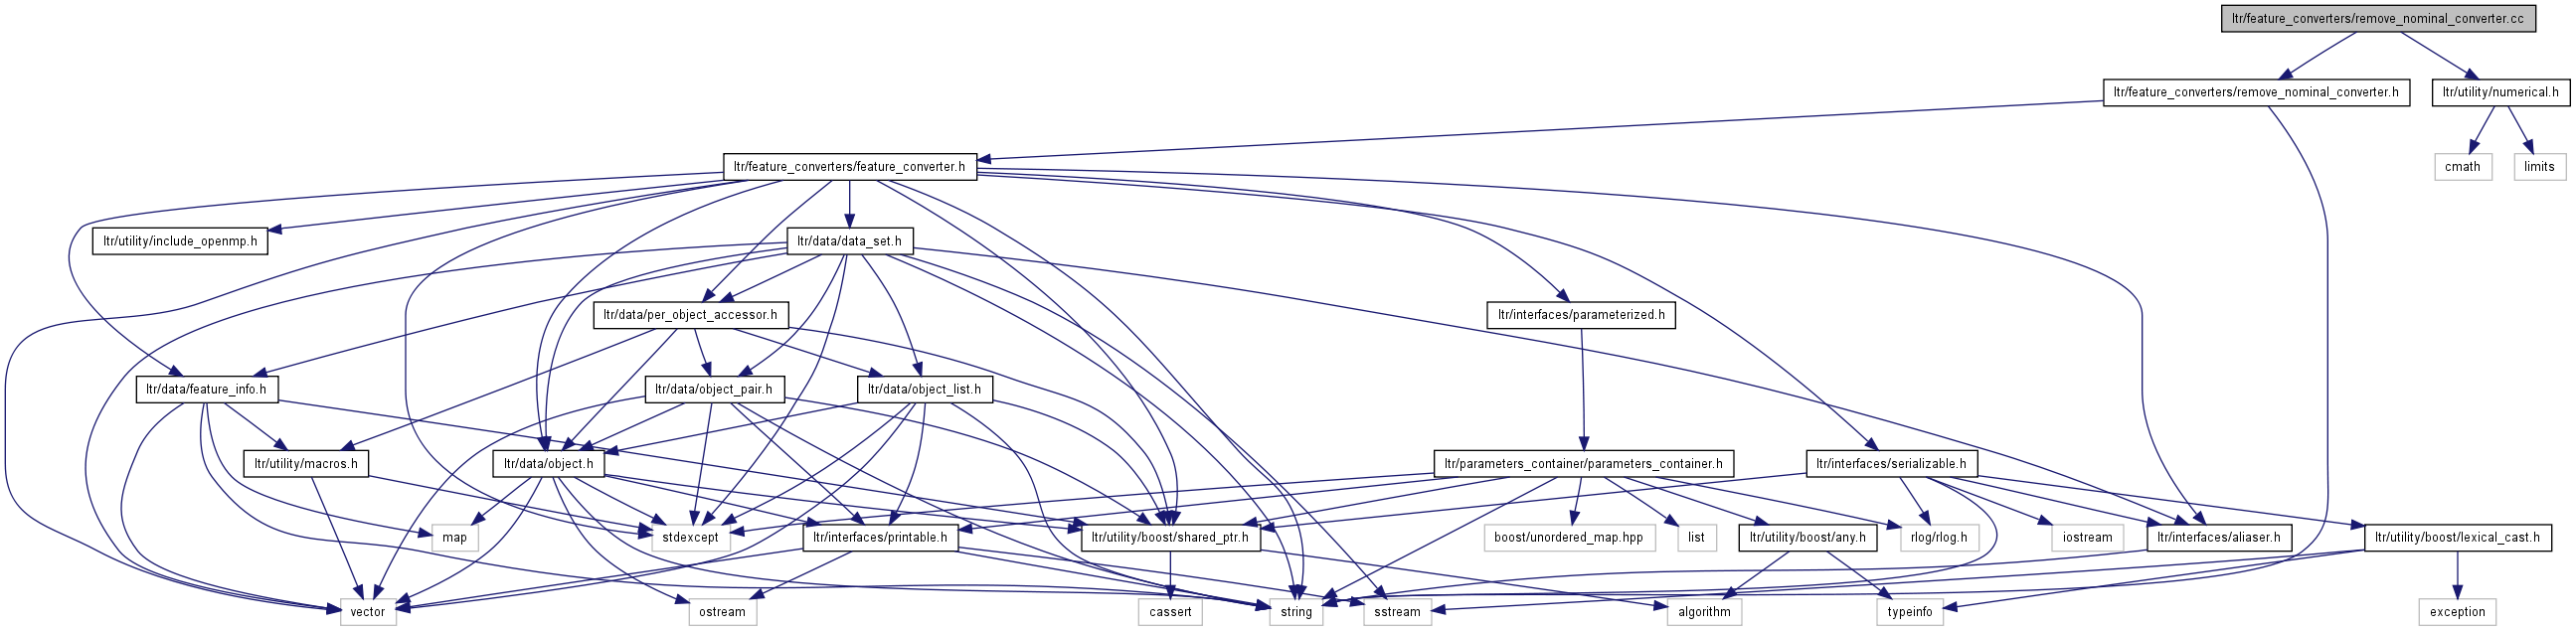 ltr/feature_converters/remove_nominal_converter.cc
ltr/feature_converters/remove_nominal_converter.h
ltr/utility/numerical.h
ltr/feature_converters/feature_converter.h
cmath
limits
ltr/utility/include_openmp.h
ltr/data/data_set.h
ltr/data/per_object_accessor.h
ltr/interfaces/parameterized.h
ltr/data/feature_info.h
ltr/data/object_pair.h
ltr/data/object_list.h
ltr/utility/macros.h
ltr/data/object.h
ltr/parameters_container/parameters_container.h
ltr/interfaces/serializable.h
map
stdexcept
ltr/interfaces/printable.h
ltr/utility/boost/shared_ptr.h
boost/unordered_map.hpp
list
ltr/utility/boost/any.h
rlog/rlog.h
iostream
ltr/interfaces/aliaser.h
ltr/utility/boost/lexical_cast.h
vector
ostream
cassert
string
sstream
algorithm
typeinfo
exception